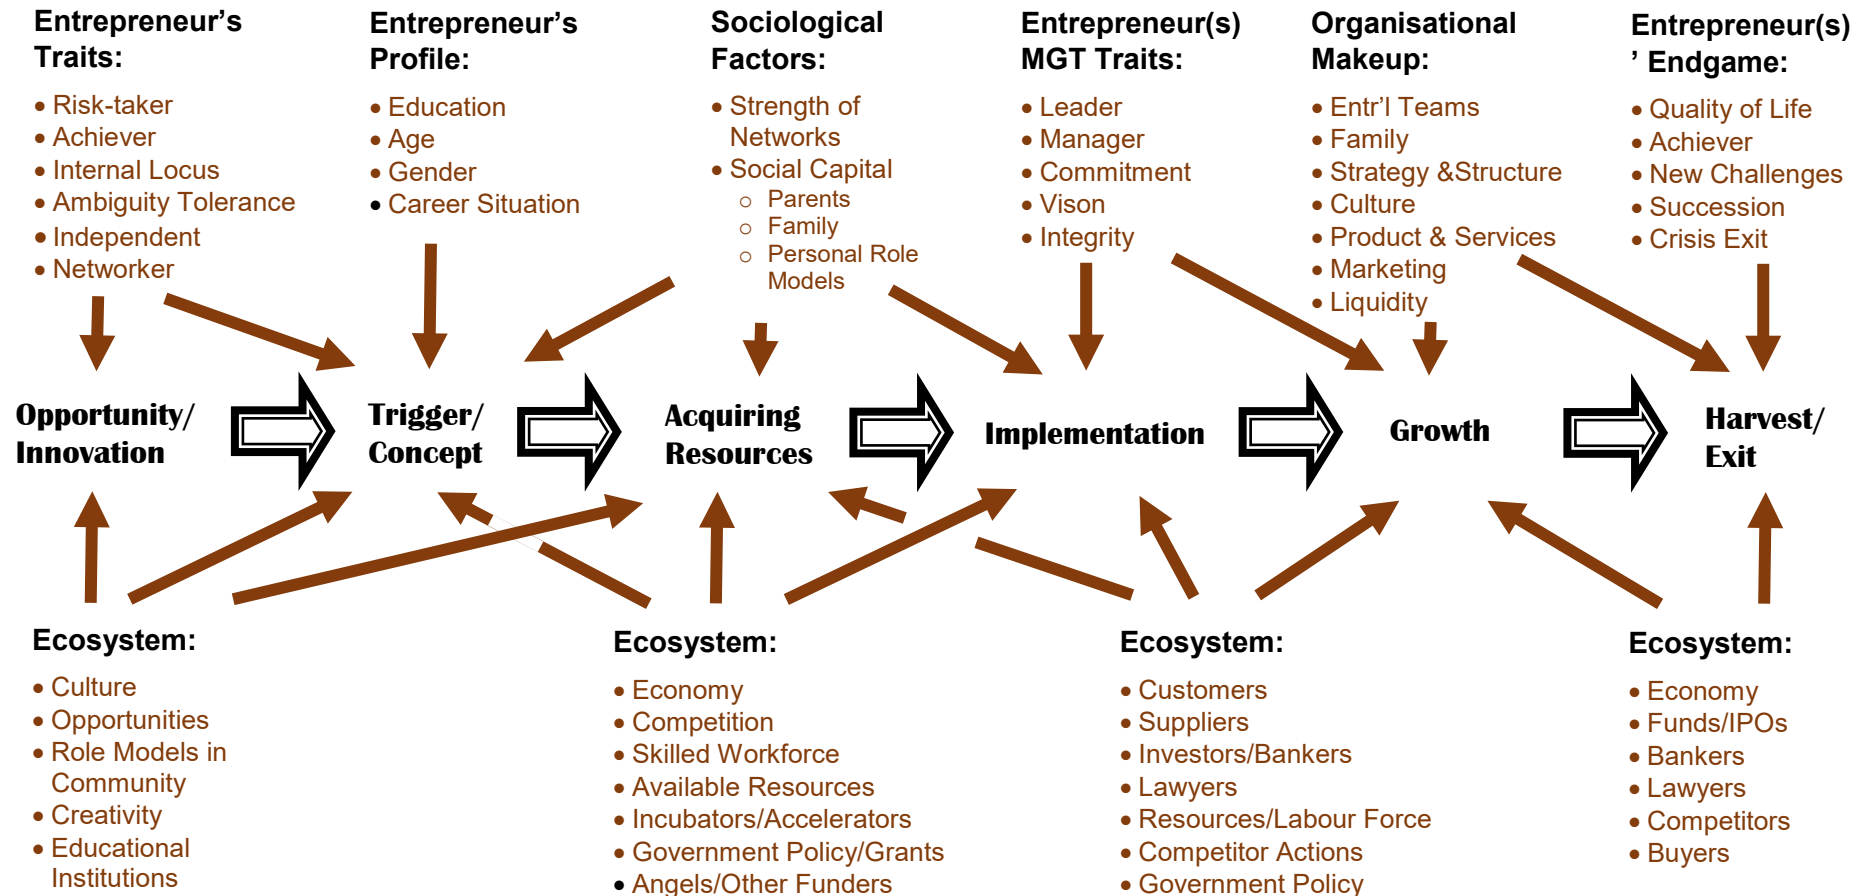 Entrepreneur's
Traits:
• Risk-taker
• Achiever
• Internal Locus
• Ambiguity Tolerance
• Independent
• Networker
Entrepreneur's
Profile:
• Education
• Age
• Gender
• Career Situation
Sociological
Factors:
• Strength of
Networks
• Social Capital
o Parents
o Family
o Personal Role
Models
Entrepreneur(s)
MGT Traits:
• Leader
• Manager
• Commitment
• Vison
• Integrity
Organisational
Makeup:
• Entr'l Teams
• Family
• Strategy &Structure
• Culture
• Product & Services
• Marketing
• Liquidity
Entrepreneur(s)
' Endgame:
• Quality of Life
• Achiever
• New Challenges
• Succession
• Crisis Exit
Opportunity/
Innovation
Trigger/
Concept
Acquiring
Resources
Implementation
Growth
Harvest/
Exit
Ecosystem:
• Culture
• Opportunities
• Role Models in
Community
• Creativity
• Educational
Institutions
Ecosystem:
• Economy
• Competition
• Skilled Workforce
• Available Resources
• Incubators/Accelerators
• Government Policy/Grants
• Angels/Other Funders
Ecosystem:
• Customers
• Suppliers
• Investors/Bankers
• Lawyers
• Resources/Labour Force
• Competitor Actions
• Government Policy
Ecosystem:
• Economy
• Funds/IPOs
• Bankers
• Lawyers
• Competitors
• Buyers